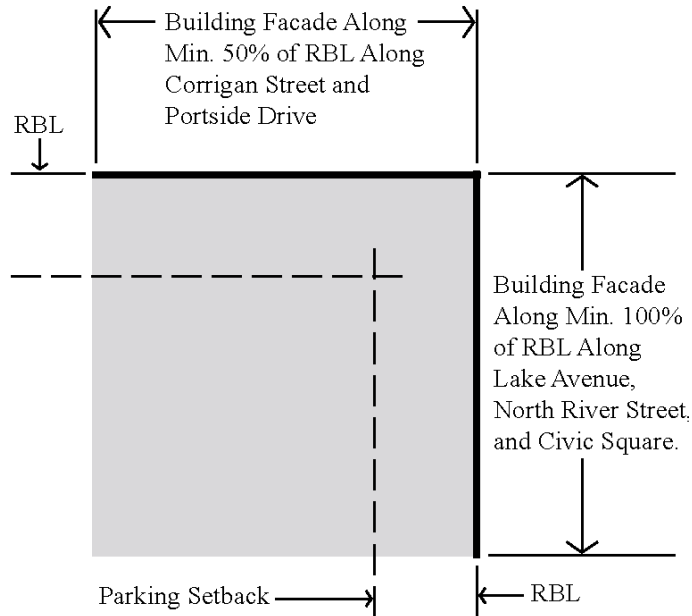 Building Facade Along
Min. 50% of RBL Along
Corrigan Street and
Portside Drive
RBL
Building Facade
Along Min. 100%
of RBL Along
Lake Avenue,
North River Street,
and Civic Square.
Parking Setback
RBL